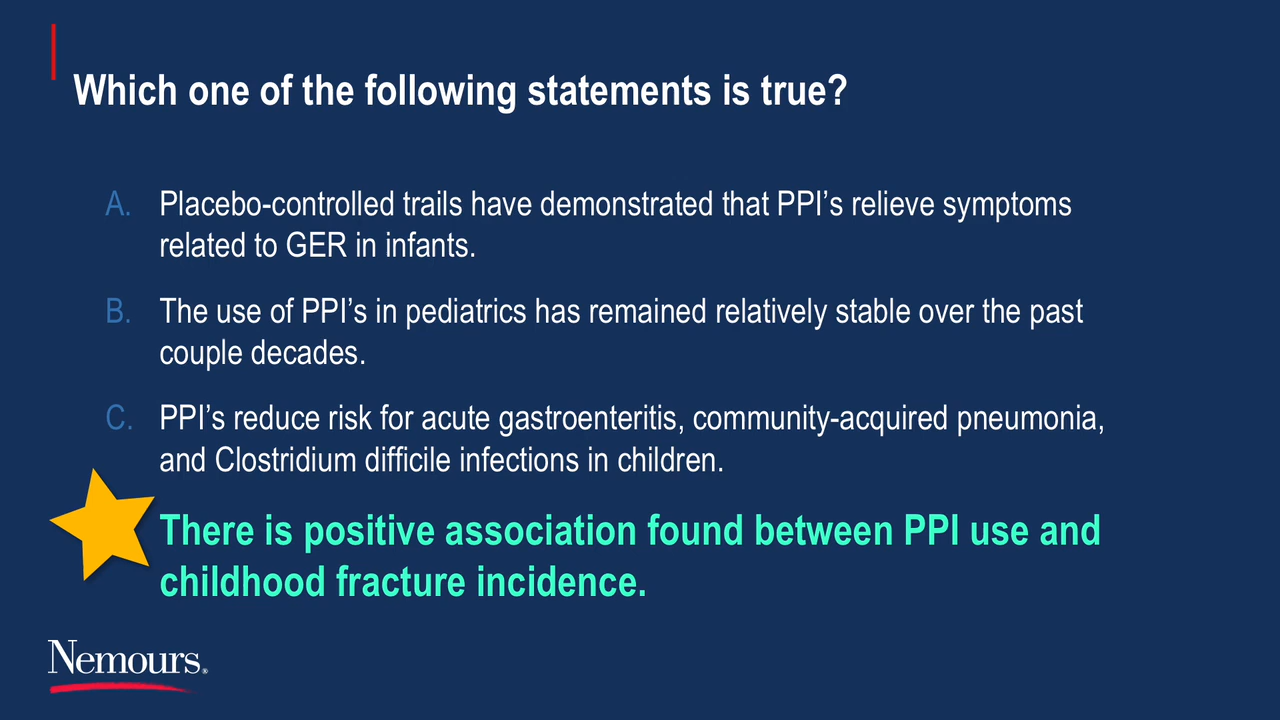 Which one of the following statements is true?
A. Placebo-controlled trails have demonstrated that PPI's relieve symptoms
related to GER in infants.
B. The use of PPI's in pediatrics has remained relatively stable over the past
couple decades.
C. PPI's reduce risk for acute gastroenteritis, community-acquired pneumonia,
and Clostridium difficile infections in children.
There is positive association found between PPI use and
childhood fracture incidence.
Nemours®